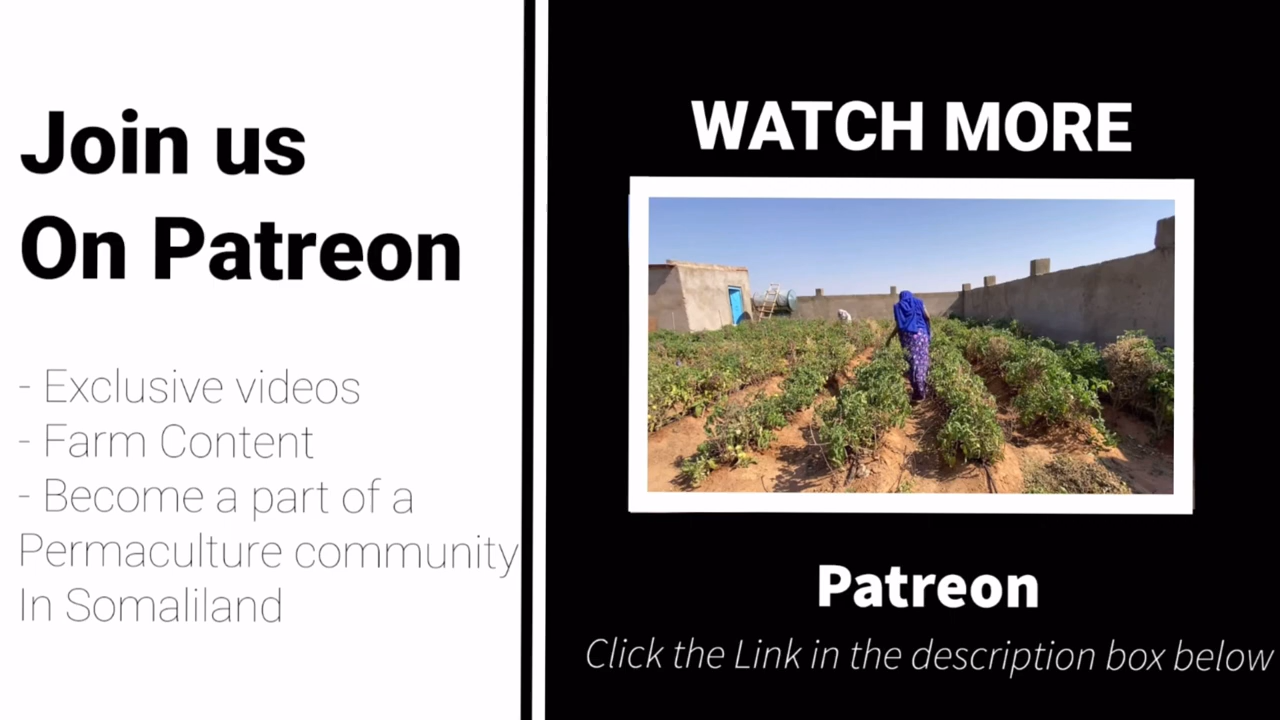 Join us
On Patreon
- Exclusive videos
- Farm Content
- Become a part of a
Permaculture community
In Somaliland
WATCH MORE
Patreon
Click the Link in the description box below